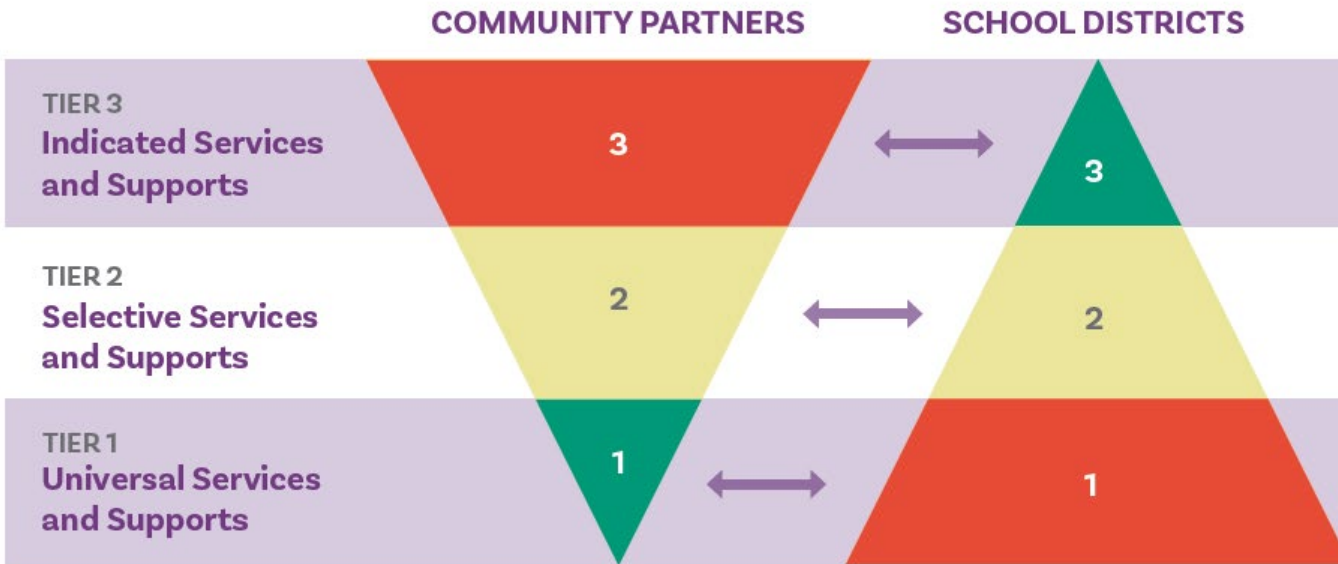 COMMUNITY PARTNERS
SCHOOL DISTRICTS
TIER 3
Indicated Services
and Supports
3
3
TIER 2
Selective Services
and Supports
2
2
TIER 1
Universal Services
and Supports
1
1